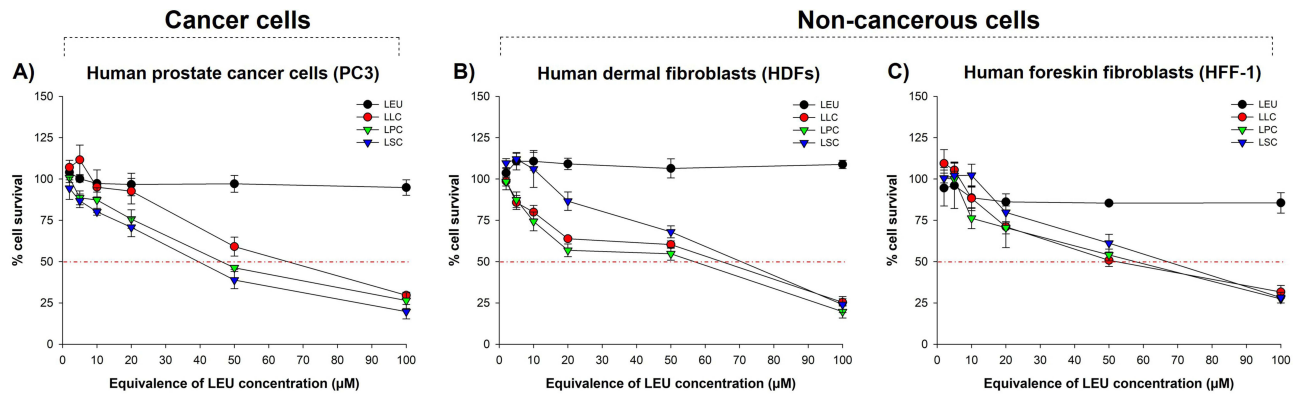 Cancer cells
Non-cancerous cells
A)
Human prostate cancer cells (PC3)
150
125
100
75
50
25
0
% cell survival
LEU
LLC
LPC
LSC
0 10 20 30 40 50 60 70 80 90 100
Equivalence of LEU concentration (µM)
B)
Human dermal fibroblasts (HDFs)
150
125
100
75
50
25
0
% cell survival
LEU
LLC
LPC
LSC
0 10 20 30 40 50 60 70 80 90 100
Equivalence of LEU concentration (µM)
C)
Human foreskin fibroblasts (HFF-1)
150
125
100
75
50
25
0
% cell survival
LEU
LLC
LPC
LSC
0 10 20 30 40 50 60 70 80 90 100
Equivalence of LEU concentration (µM)